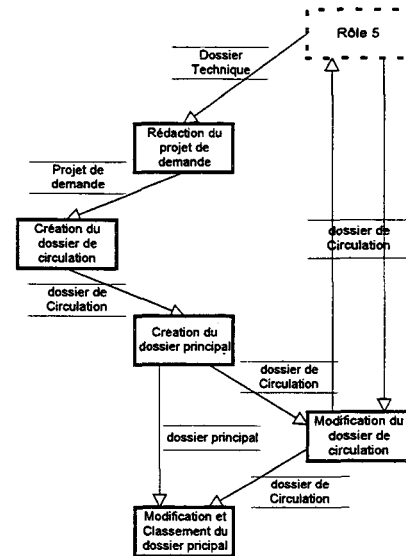 Rôle 5
Dossier
Technique
Rédaction du
projet de
demande
Projet de
demande
Création du
dossier de
circulation
dossier de
Circulation
dossier de
Circulation
Création du
dossier principal
dossier de
Circulation
dossier principal
Modification du
dossier de
circulation
dossier de
Circulation
Modification et
Classement du
dossier pricipal